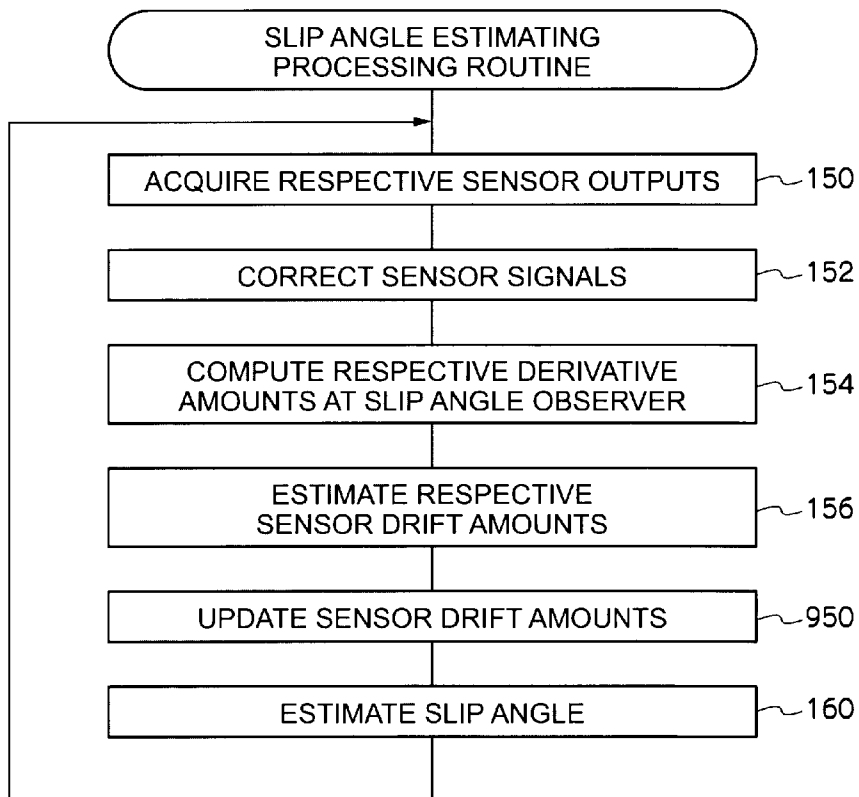 SLIP ANGLE ESTIMATING
PROCESSING ROUTINE
ACQUIRE RESPECTIVE SENSOR OUTPUTS
150
CORRECT SENSOR SIGNALS
152
COMPUTE RESPECTIVE DERIVATIVE
AMOUNTS AT SLIP ANGLE OBSERVER
154
ESTIMATE RESPECTIVE
SENSOR DRIFT AMOUNTS
156
UPDATE SENSOR DRIFT AMOUNTS
950
ESTIMATE SLIP ANGLE
160